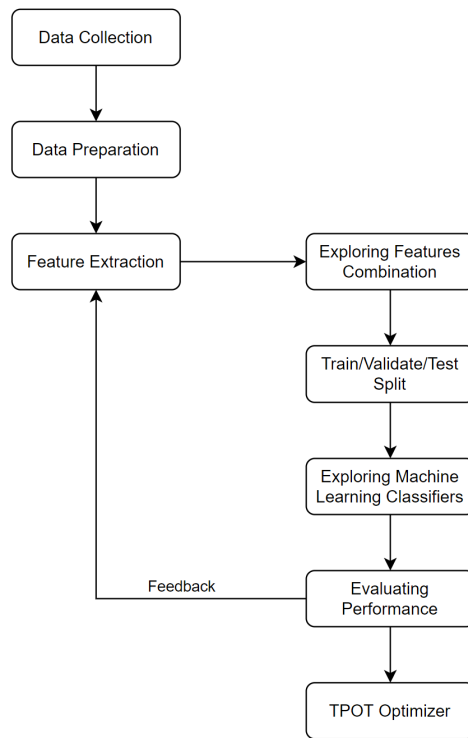 Data Collection
Data Preparation
Feature Extraction
Exploring Features
Combination
Train/Validate/Test
Split
Exploring Machine
Learning Classifiers
Feedback
Evaluating
Performance
TPOT Optimizer